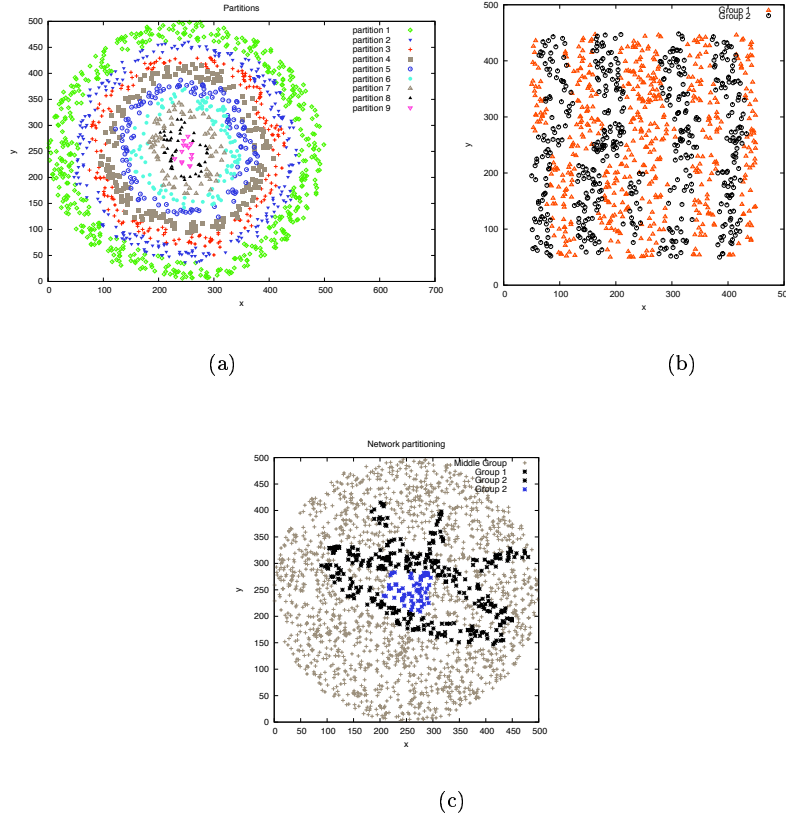 Partitions
500
450
400
350
300
250
200
150
100
50
0
y
0 100 200 300 400 500 600 700
x
partition 1
partition 2
partition 3
partition 4
partition 5
partition 6
partition 7
partition 8
partition 9
(a)
500
400
300
200
100
0
y
0 100 200 300 400 500
x
Group 1
Group 2
(b)
Network partitioning
500
450
400
350
300
250
200
150
100
50
0
y
0 50 100 150 200 250 300 350 400 450 500
x
Middle Group
Group 1
Group 2
Group 2
(c)